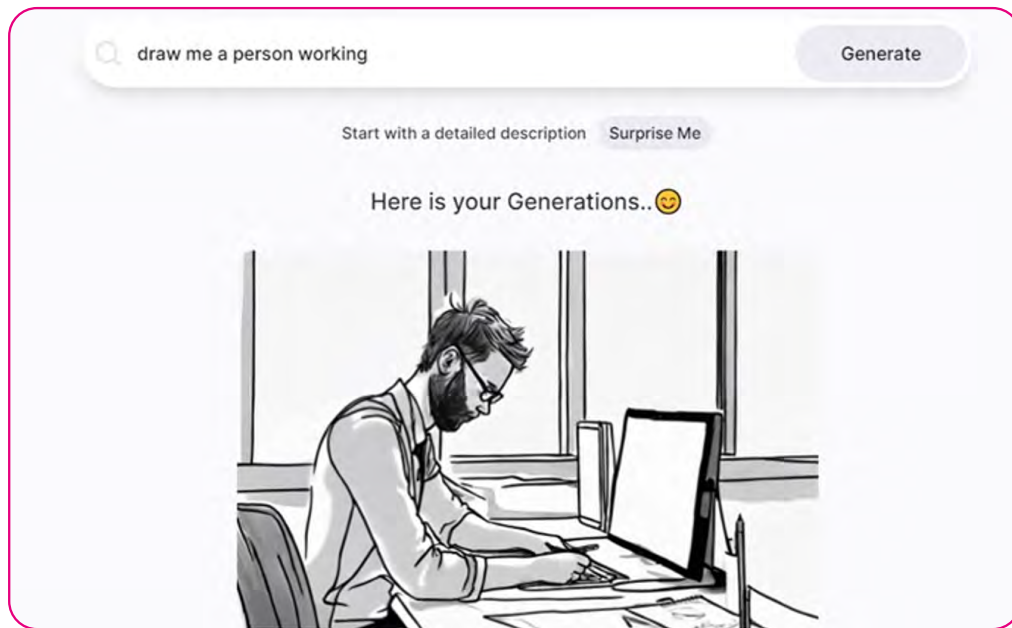 draw me a person working
Generate
Start with a detailed description Surprise Me
Here is your Generations..😊